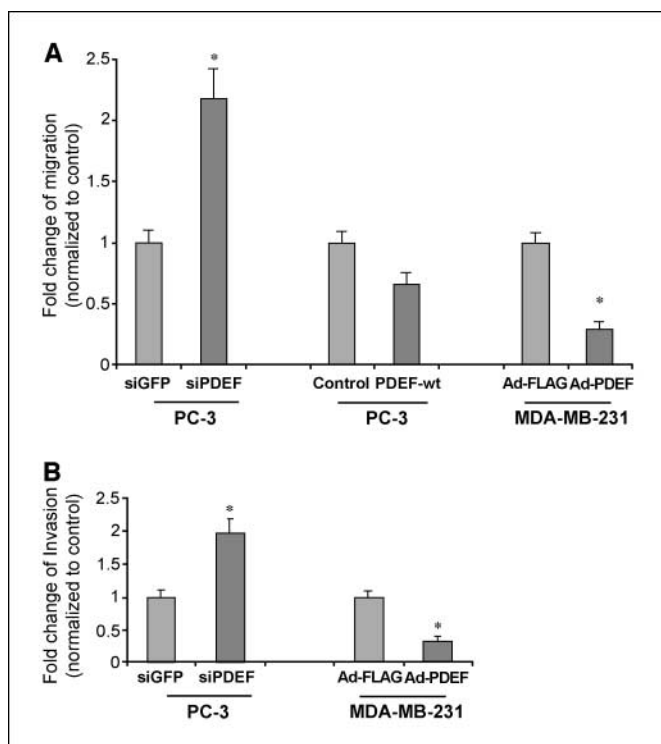 A
Fold change of migration
(normalized to control)
2.5
2
1.5
1
0.5
0
*
*
siGFP siPDEF Control PDEF-wt Ad-FLAG Ad-PDEF
PC-3 PC-3 MDA-MB-231
B
Fold change of Invasion
(normalized to control)
2.5
2
1.5
1
0.5
0
*
*
siGFP siPDEF Ad-FLAG Ad-PDEF
PC-3 MDA-MB-231